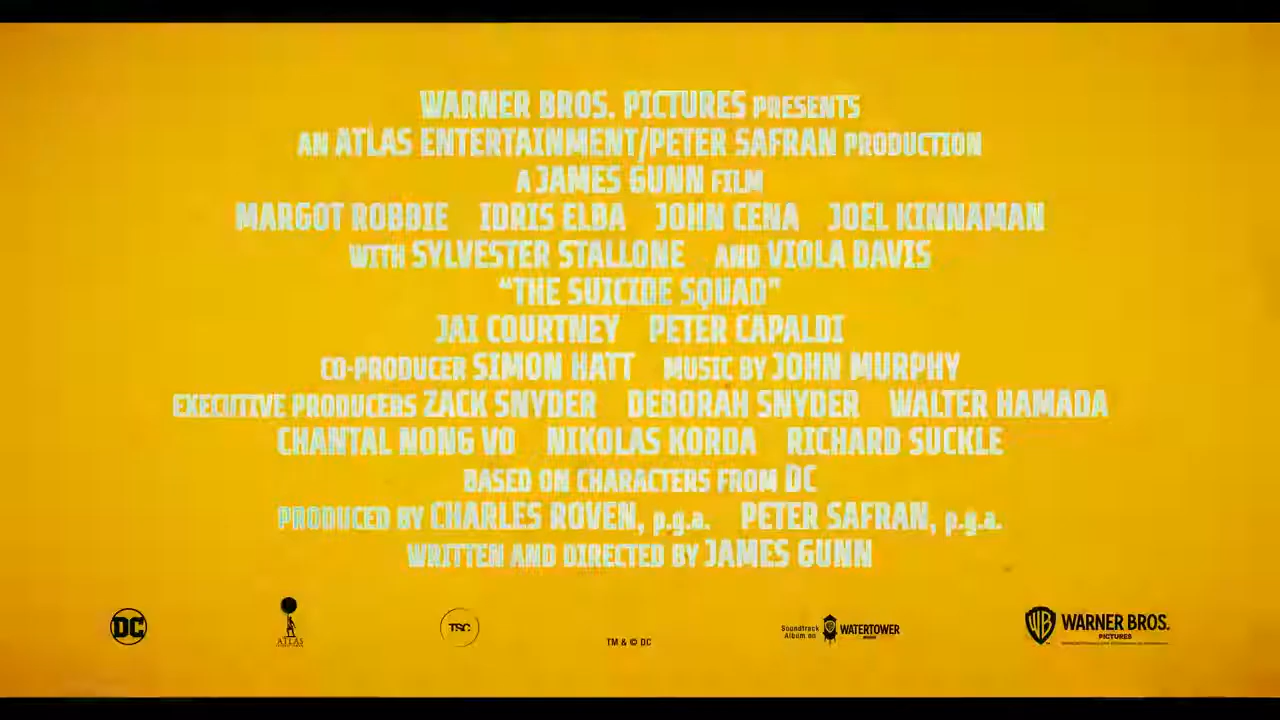 WARNER BROS. PICTURES PRESENTS
AN ATLAS ENTERTAINMENT/PETER SAFRAN PRODUCTION
A JAMES GUNN FILM
MARGOT ROBBIE IDRIS ELBA JOHN CENA JOEL KINNAMAN
WITH SYLVESTER STALLONE AND VIOLA DAVIS
"THE SUICIDE SQUAD"
JAI COURTNEY PETER CAPALDI
CO-PRODUCER SIMON HATT MUSIC BY JOHN MURPHY
EXECUTIVE PRODUCERS ZACK SNYDER DEBORAH SNYDER WALTER HAMADA
CHANTAL NONG VO NIKOLAS KORDA RICHARD SUCKLE
BASED ON CHARACTERS FROM DC
PRODUCED BY CHARLES ROVEN, p.g.a. PETER SAFRAN, p.g.a.
WRITTEN AND DIRECTED BY JAMES GUNN
DC
ATLAS
TSC
TM & © DC
Soundtrack
Album on
WATERTOWER
WB WARNER BROS.
PICTURES